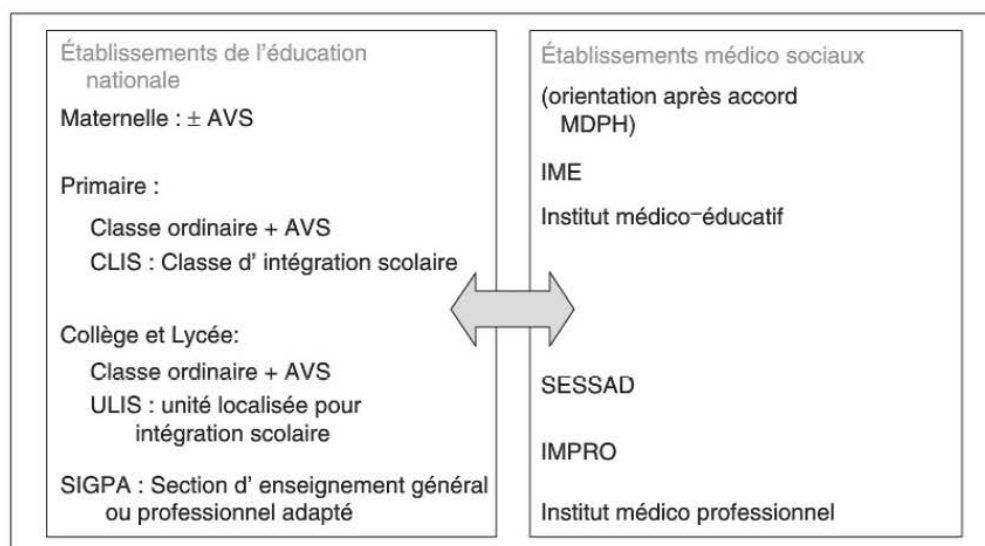 Établissements de l'éducation
nationale
Maternelle : ± AVS
Primaire :
Classe ordinaire + AVS
CLIS : Classe d' intégration scolaire
Collège et Lycée:
Classe ordinaire + AVS
ULIS : unité localisée pour
intégration scolaire
SIGPA : Section d' enseignement général
ou professionnel adapté
Établissements médico sociaux
(orientation après accord
MDPH)
IME
Institut médico-éducatif
SESSAD
IMPRO
Institut médico professionnel